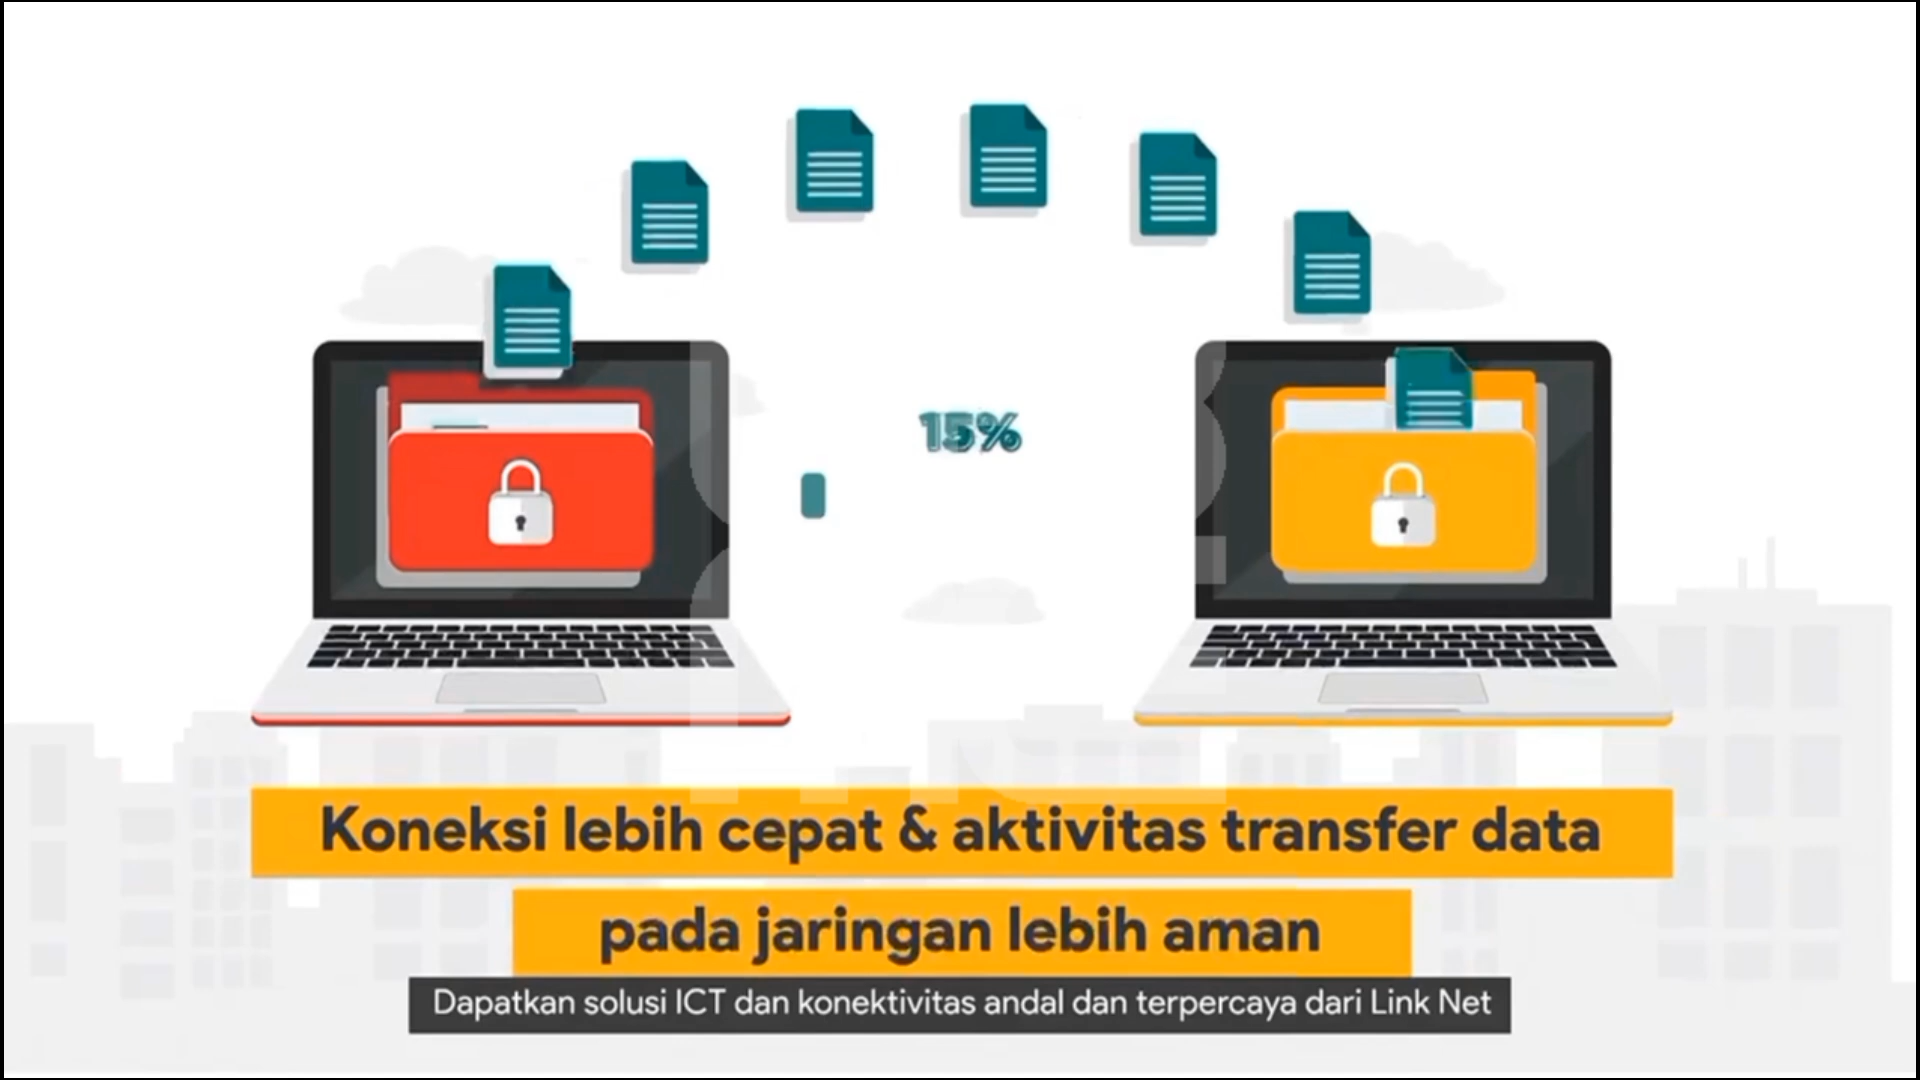 15%
Koneksi lebih cepat & aktivitas transfer data
pada jaringan lebih aman
Dapatkan solusi ICT dan konektivitas andal dan terpercaya dari Link Net